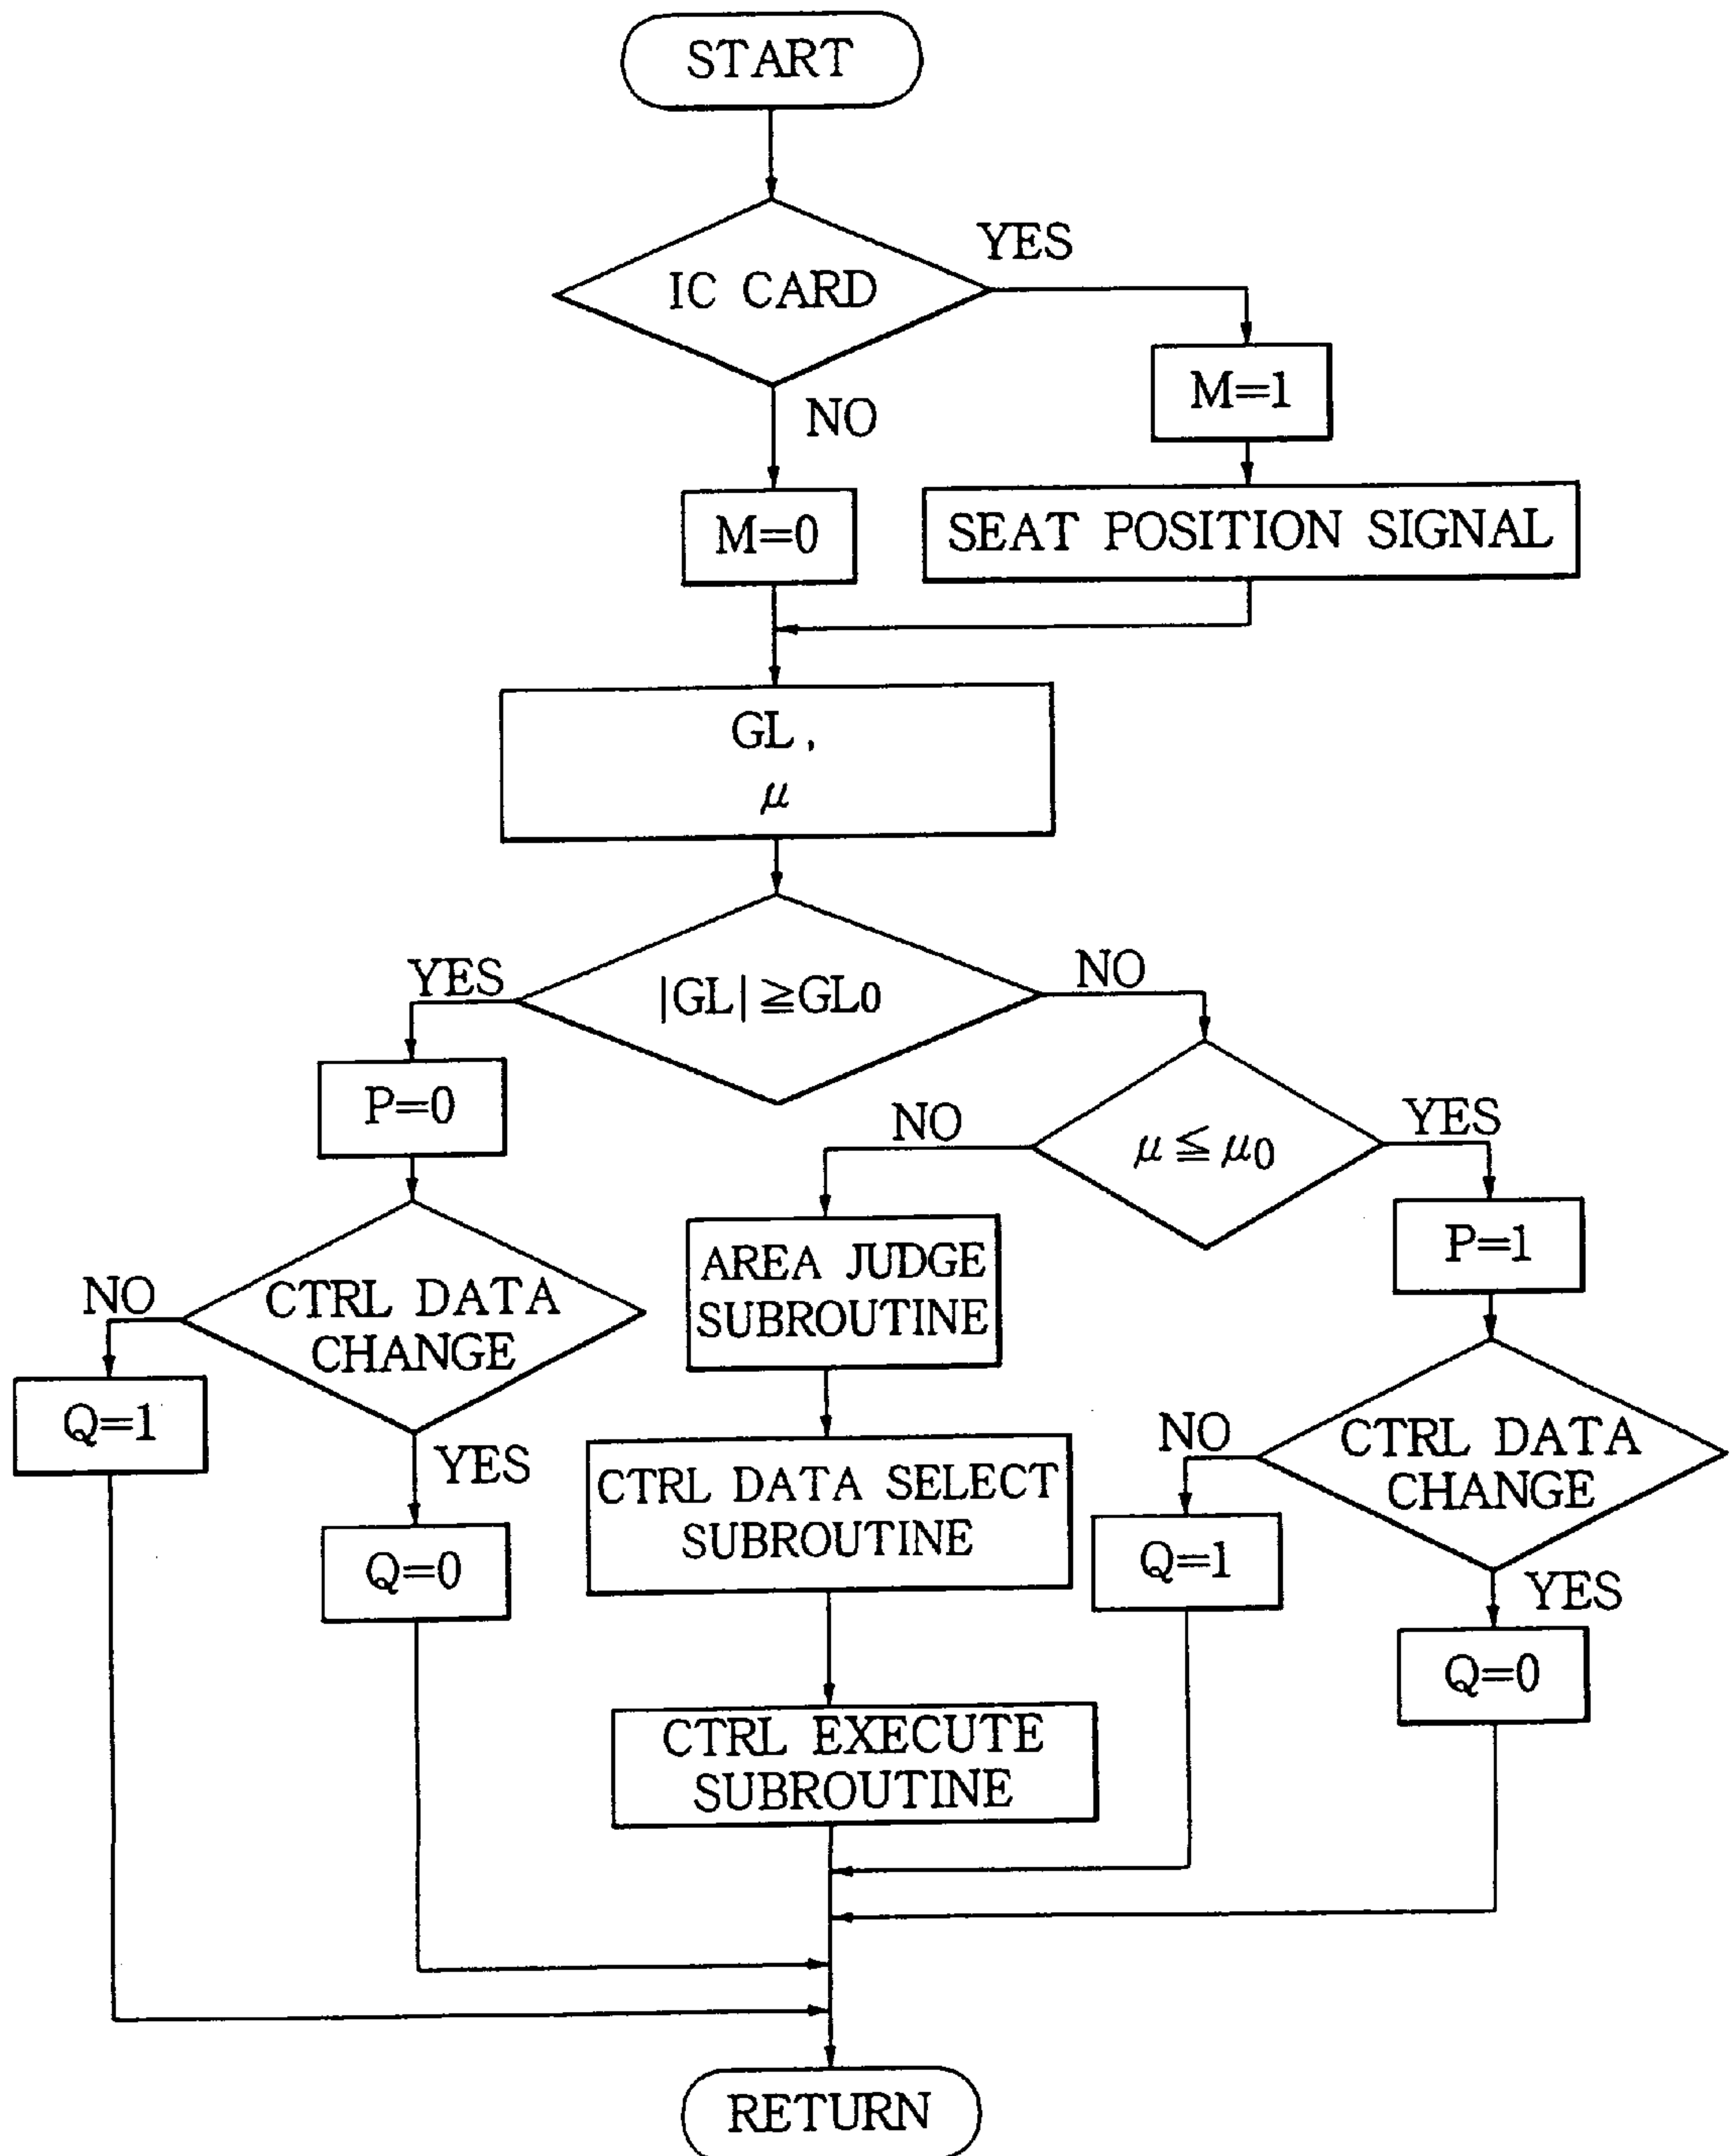 START
IC CARD
YES
NO
M=1
M=0
SEAT POSITION SIGNAL
GL,
μ
|GL|≧GL0
YES
NO
P=0
μ≦μ0
NO
YES
P=1
AREA JUDGE
SUBROUTINE
CTRL DATA
CHANGE
NO
YES
Q=1
Q=0
CTRL DATA SELECT
SUBROUTINE
CTRL DATA
CHANGE
NO
YES
Q=1
Q=0
CTRL EXECUTE
SUBROUTINE
RETURN